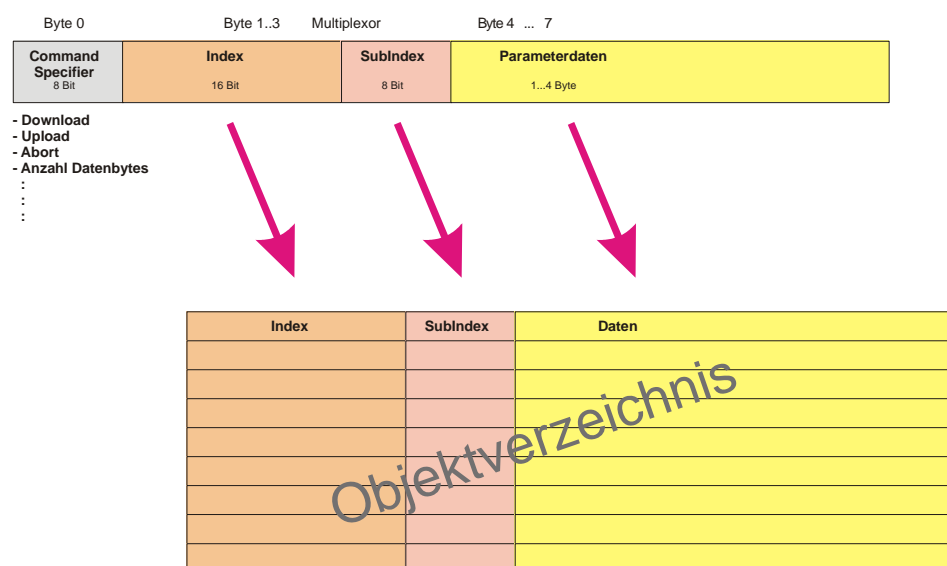 Byte 0 Byte 1..3 Multiplexor Byte 4 ... 7
Command Specifier
8 Bit
Index
16 Bit
SubIndex
8 Bit
Parameterdaten
1...4 Byte
- Download
- Upload
- Abort
- Anzahl Datenbytes
:
:
:
Index SubIndex Daten
Objektverzeichnis